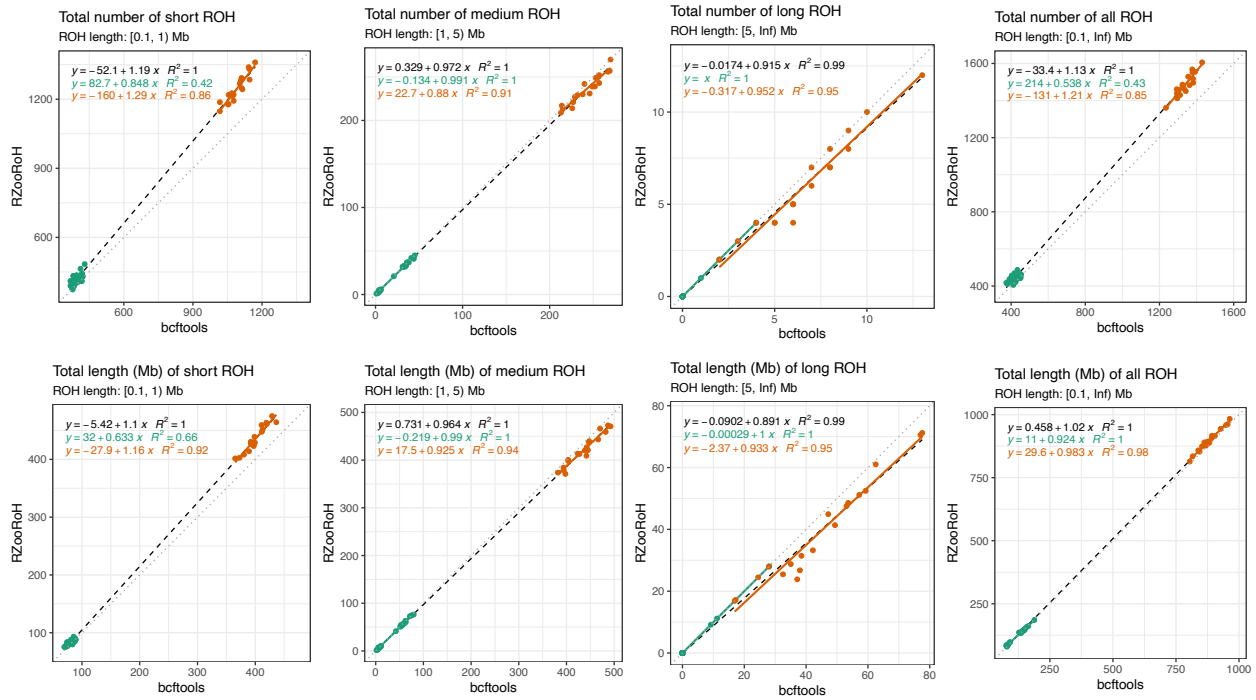 Total number of short ROH
ROH length: [0.1, 1) Mb
y = −52.1 + 1.19 x R² = 1
y = 82.7 + 0.848 x R² = 0.42
y = −160 + 1.29 x R² = 0.86
1200
900
600
RZooRoH
600 900 1200
bcftools
Total number of medium ROH
ROH length: [1, 5) Mb
y = 0.329 + 0.972 x R² = 1
y = −0.134 + 0.991 x R² = 1
y = 22.7 + 0.88 x R² = 0.91
200
100
0
RZooRoH
0 100 200
bcftools
Total number of long ROH
ROH length: [5, Inf) Mb
y = −0.0174 + 0.915 x R² = 0.99
y = x R² = 1
y = −0.317 + 0.952 x R² = 0.95
10
5
0
RZooRoH
0 5 10
bcftools
Total number of all ROH
ROH length: [0.1, Inf) Mb
y = −33.4 + 1.13 x R² = 1
y = 214 + 0.538 x R² = 0.43
y = −131 + 1.21 x R² = 0.85
1600
1200
800
400
RZooRoH
400 800 1200 1600
bcftools
Total length (Mb) of short ROH
ROH length: [0.1, 1) Mb
y = −5.42 + 1.1 x R² = 1
y = 32 + 0.633 x R² = 0.66
y = −27.9 + 1.16 x R² = 0.92
400
300
200
100
RZooRoH
100 200 300 400
bcftools
Total length (Mb) of medium ROH
ROH length: [1, 5) Mb
y = 0.731 + 0.964 x R² = 1
y = −0.219 + 0.99 x R² = 1
y = 17.5 + 0.925 x R² = 0.94
500
400
300
200
100
0
RZooRoH
0 100 200 300 400 500
bcftools
Total length (Mb) of long ROH
ROH length: [5, Inf) Mb
y = −0.0902 + 0.891 x R² = 0.99
y = −0.00029 + 1 x R² = 1
y = −2.37 + 0.933 x R² = 0.95
80
60
40
20
0
RZooRoH
0 20 40 60 80
bcftools
Total length (Mb) of all ROH
ROH length: [0.1, Inf) Mb
y = 0.458 + 1.02 x R² = 1
y = 11 + 0.924 x R² = 1
y = 29.6 + 0.983 x R² = 0.98
1000
750
500
250
RZooRoH
250 500 750 1000
bcftools